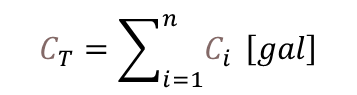 C_T = ∑_{i=1}^{n} C_i [gal]